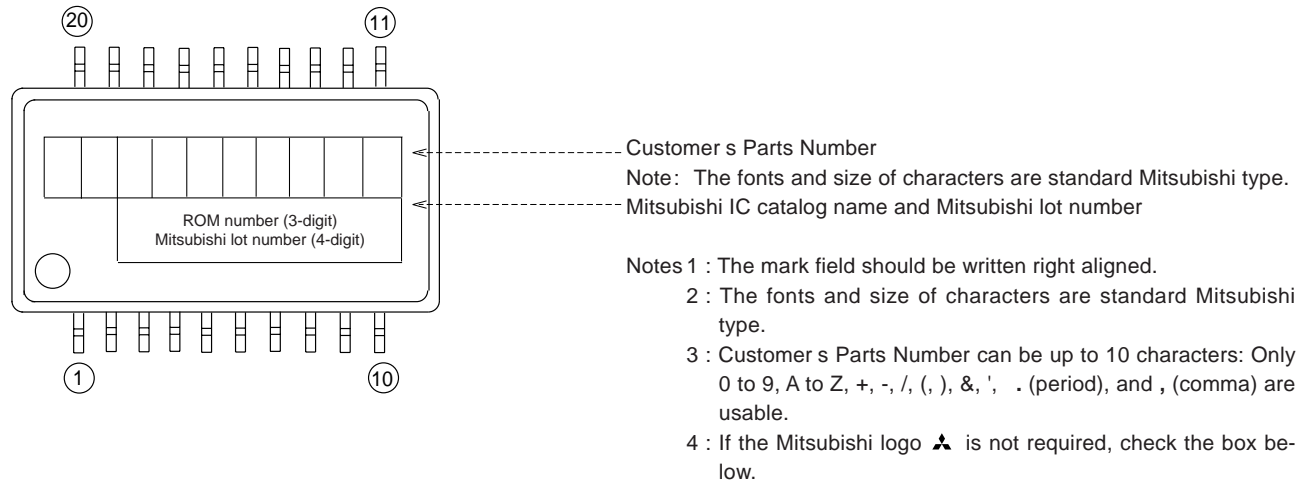 20 11
Customer s Parts Number
Note: The fonts and size of characters are standard Mitsubishi type.
Mitsubishi IC catalog name and Mitsubishi lot number
ROM number (3-digit)
Mitsubishi lot number (4-digit)
Notes 1 : The mark field should be written right aligned.
2 : The fonts and size of characters are standard Mitsubishi
type.
3 : Customer s Parts Number can be up to 10 characters: Only
0 to 9, A to Z, +, -, /, (, ), &, ', . (period), and , (comma) are
usable.
4 : If the Mitsubishi logo is not required, check the box be-
low.
1 10